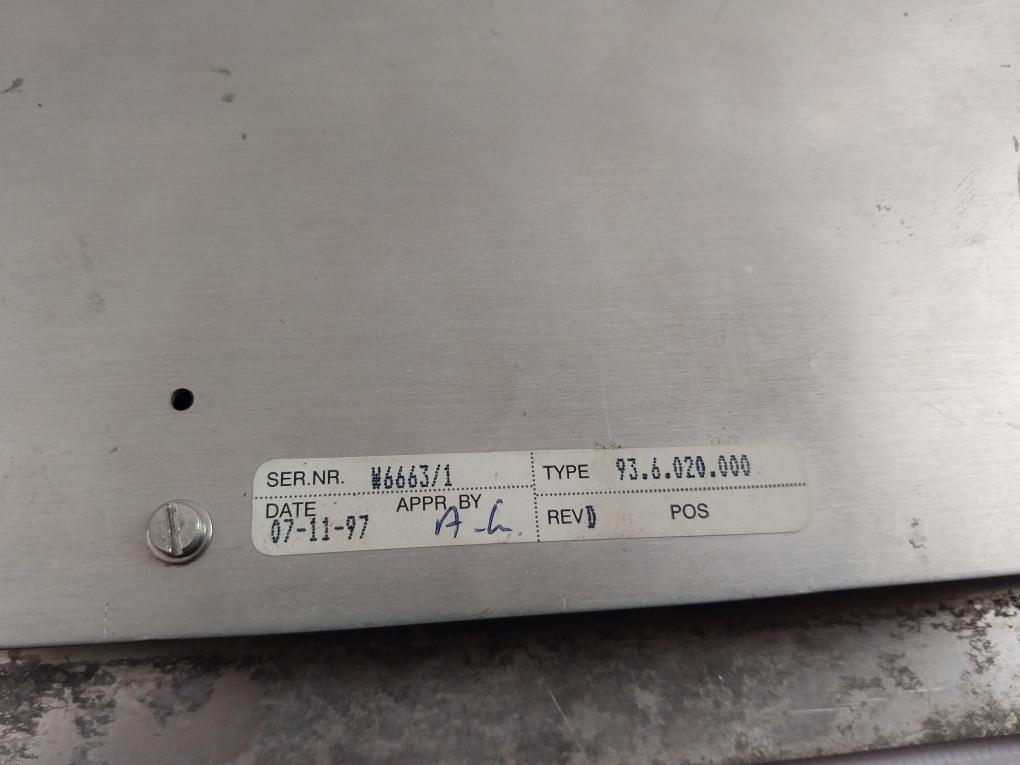 SER.NR. W6663/1
TYPE 93.6.020.000
DATE APPR BY
07-11-97
REV D POS